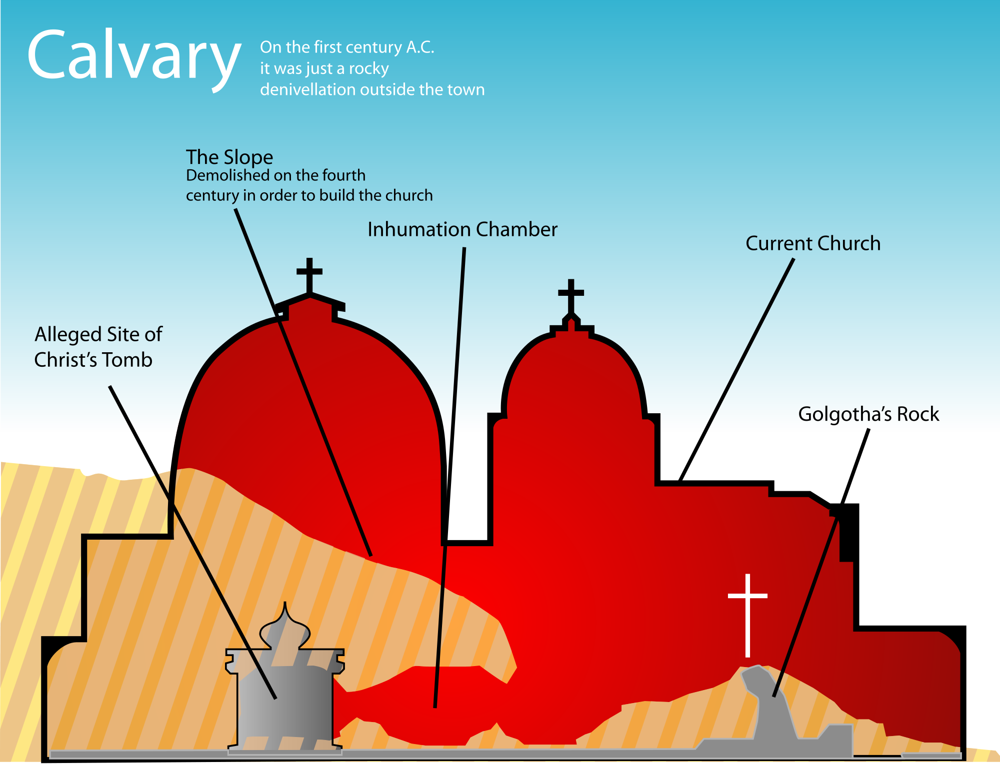 Calvary
On the first century A.C.
it was just a rocky
denivellation outside the town
The Slope
Demolished on the fourth
century in order to build the church
Inhumation Chamber
Current Church
Alleged Site of
Christ’s Tomb
Golgotha’s Rock